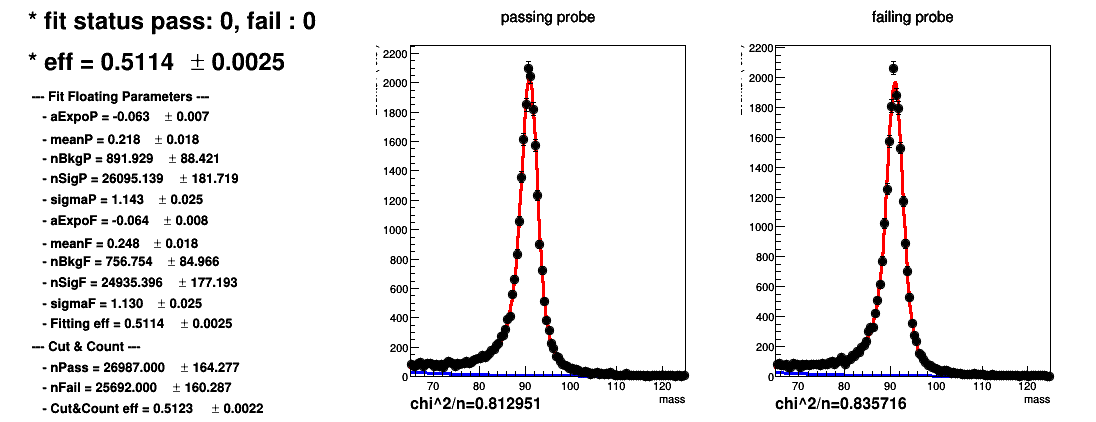 * fit status pass: 0, fail : 0
* eff = 0.5114 ± 0.0025
--- Fit Floating Parameters ---
- aExpoP = -0.063 ± 0.007
- meanP = 0.218 ± 0.018
- nBkgP = 891.929 ± 88.421
- nSigP = 26095.139 ± 181.719
- sigmaP = 1.143 ± 0.025
- aExpoF = -0.064 ± 0.008
- meanF = 0.248 ± 0.018
- nBkgF = 756.754 ± 84.966
- nSigF = 24935.396 ± 177.193
- sigmaF = 1.130 ± 0.025
- Fitting eff = 0.5114 ± 0.0025
--- Cut & Count ---
- nPass = 26987.000 ± 164.277
- nFail = 25692.000 ± 160.287
- Cut&Count eff = 0.5123 ± 0.0022
passing probe
2200
2000
1800
1600
1400
1200
1000
800
600
400
200
0
70 80 90 100 110 120
mass
chi^2/n=0.812951
failing probe
2200
2000
1800
1600
1400
1200
1000
800
600
400
200
0
70 80 90 100 110 120
mass
chi^2/n=0.835716